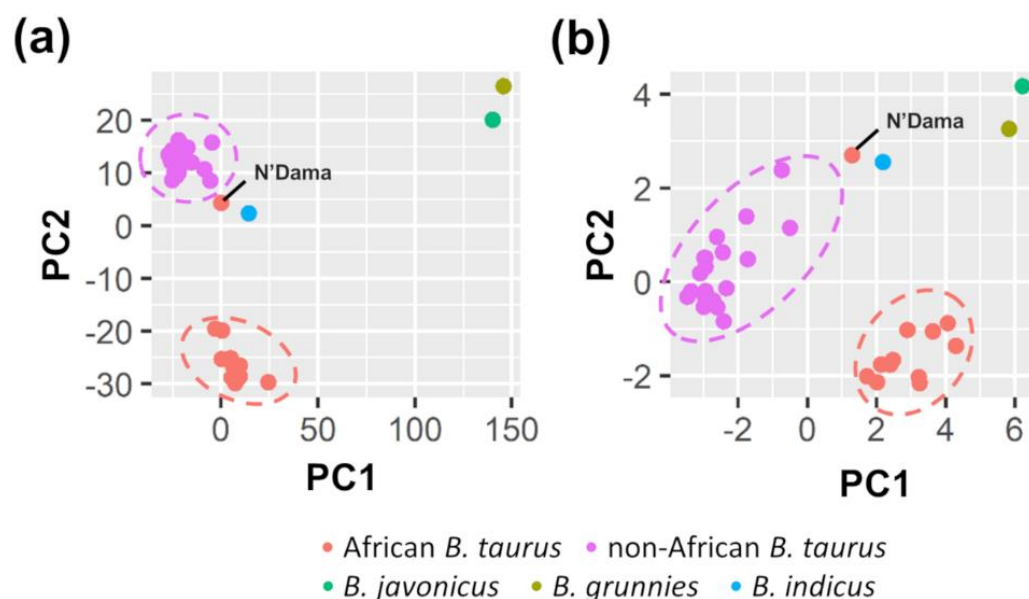 (a)
(b)
20
10
0
-10
-20
-30
PC2
N'Dama
0
50
100
150
PC1
4
2
0
-2
PC2
N'Dama
-2
0
2
4
6
PC1
African B. taurus
non-African B. taurus
B. javonicus
B. grunnies
B. indicus